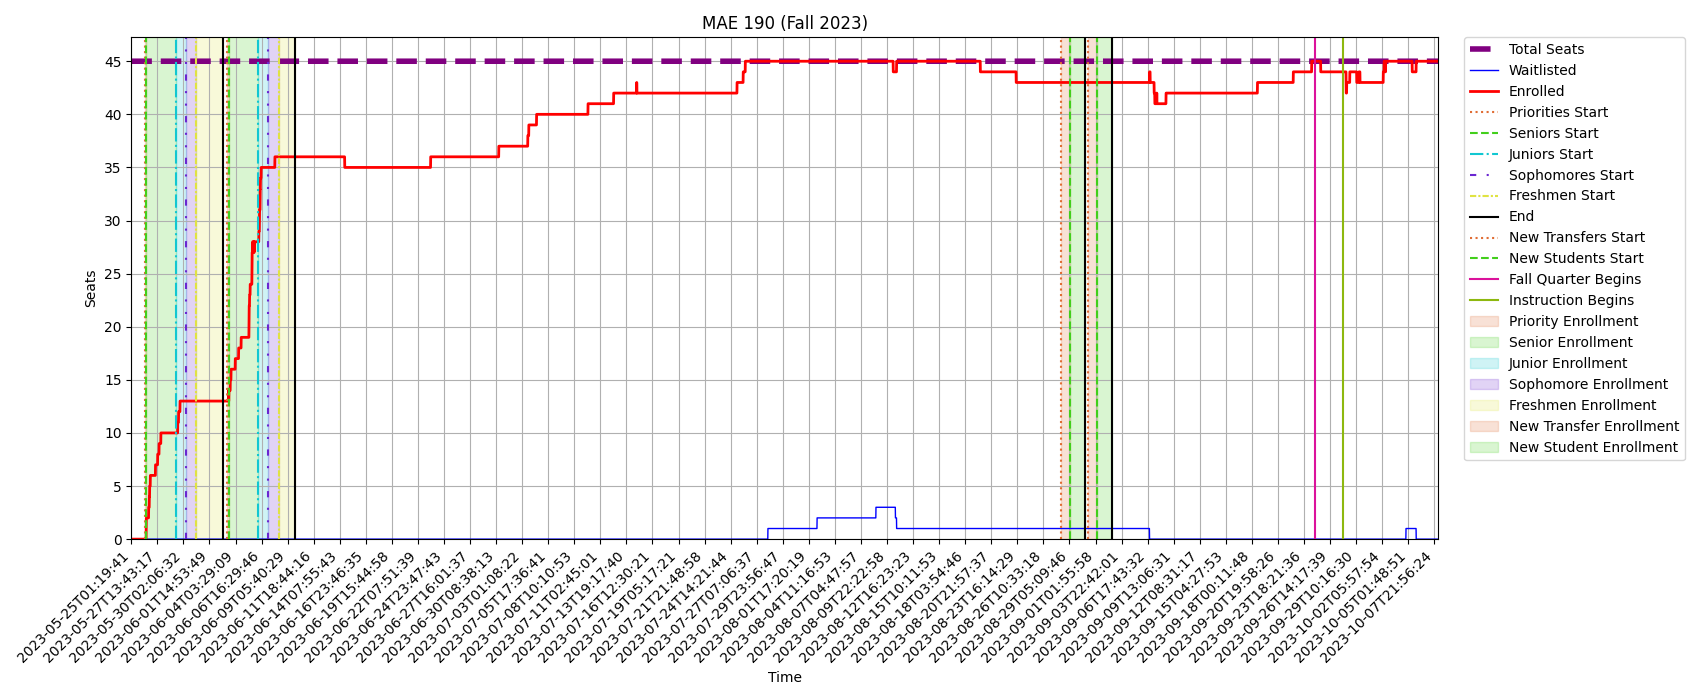 MAE 190 (Fall 2023)
Seats
45
40
35
30
25
20
15
10
5
0
2023-05-25T01:19:41
2023-05-27T13:43:17
2023-05-30T02:06:32
2023-06-01T14:53:49
2023-06-04T03:29:09
2023-06-06T16:29:46
2023-06-09T05:40:29
2023-06-11T18:44:16
2023-06-14T07:55:43
2023-06-16T23:46:35
2023-06-19T15:44:58
2023-06-22T07:51:39
2023-06-24T23:47:43
2023-06-27T16:01:37
2023-06-30T08:38:13
2023-07-03T01:08:22
2023-07-05T17:36:41
2023-07-08T10:10:53
2023-07-11T02:45:01
2023-07-13T19:17:40
2023-07-16T12:30:21
2023-07-19T05:17:21
2023-07-21T21:48:58
2023-07-24T14:21:44
2023-07-27T07:06:37
2023-07-29T23:56:47
2023-08-01T17:20:19
2023-08-04T11:16:53
2023-08-07T04:47:57
2023-08-09T22:22:58
2023-08-12T16:23:23
2023-08-15T10:11:53
2023-08-18T03:54:46
2023-08-20T21:57:37
2023-08-23T16:14:29
2023-08-26T10:33:18
2023-08-29T05:09:46
2023-09-01T01:55:58
2023-09-03T22:42:01
2023-09-06T17:43:32
2023-09-09T13:06:31
2023-09-12T08:31:17
2023-09-15T04:27:53
2023-09-18T00:11:48
2023-09-20T19:58:26
2023-09-23T18:21:36
2023-09-26T14:17:39
2023-09-29T10:16:30
2023-10-02T05:57:54
2023-10-05T01:48:51
2023-10-07T21:56:24
Time
Total Seats
Waitlisted
Enrolled
Priorities Start
Seniors Start
Juniors Start
Sophomores Start
Freshmen Start
End
New Transfers Start
New Students Start
Fall Quarter Begins
Instruction Begins
Priority Enrollment
Senior Enrollment
Junior Enrollment
Sophomore Enrollment
Freshmen Enrollment
New Transfer Enrollment
New Student Enrollment